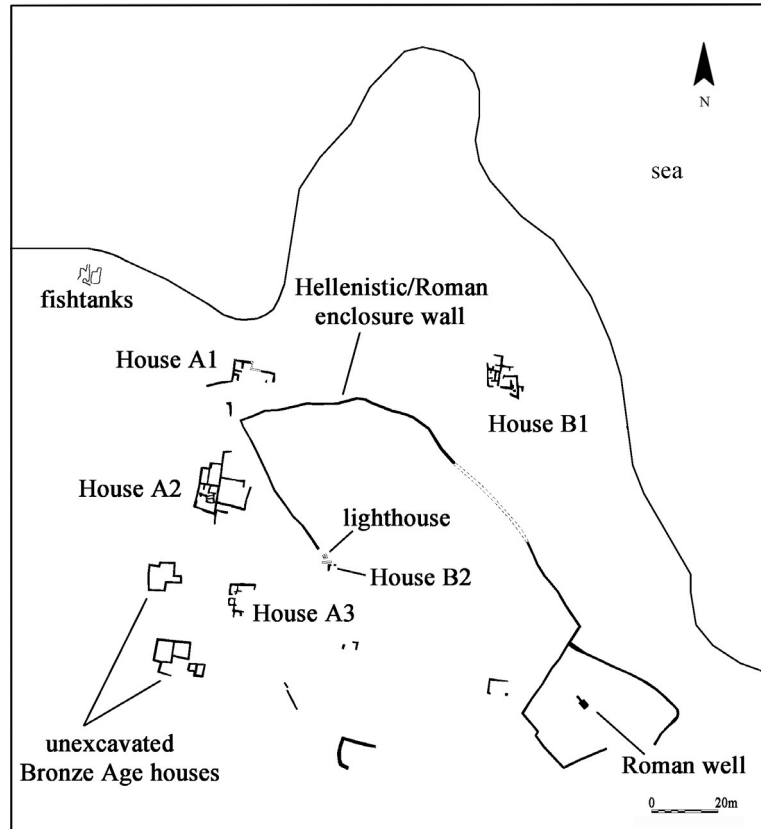 N
sea
fishtanks
Hellenistic/Roman
enclosure wall
House A1
House B1
House A2
lighthouse
House B2
House A3
unexcavated
Bronze Age houses
Roman well
0 20m